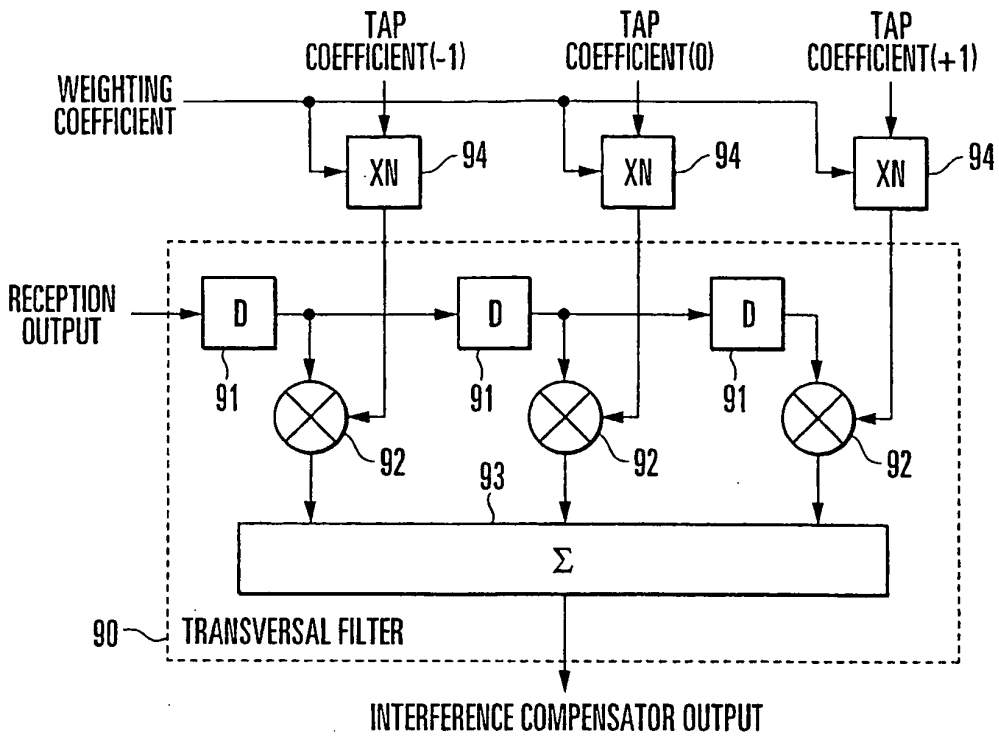 TAP
COEFFICIENT(-1)
TAP
COEFFICIENT(0)
TAP
COEFFICIENT(+1)
WEIGHTING
COEFFICIENT
XN
94
XN
94
XN
94
RECEPTION
OUTPUT
D
91
D
91
D
91
92
92
92
93
Σ
90
TRANSVERSAL FILTER
INTERFERENCE COMPENSATOR OUTPUT